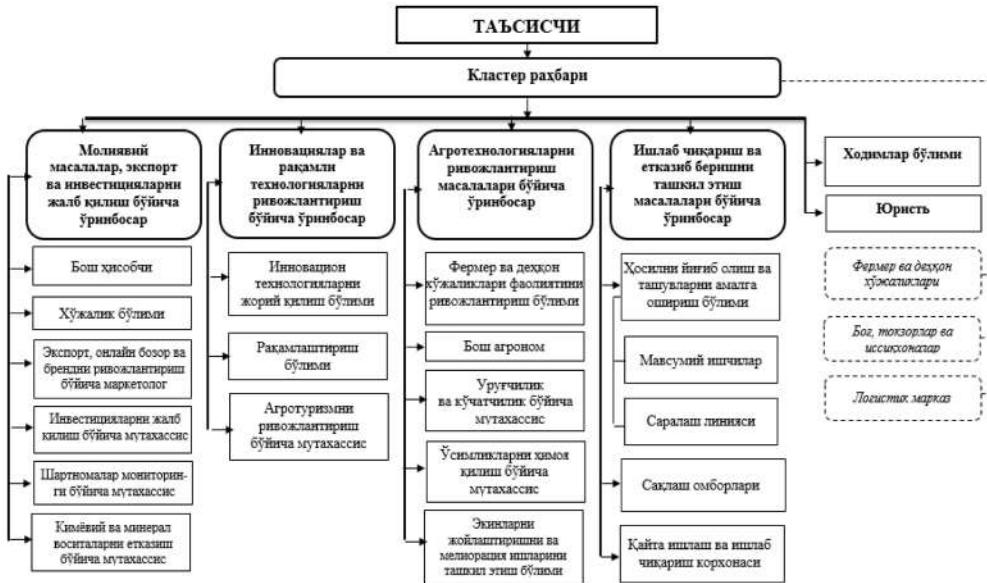 ТАЪСИСЧИ
Кластер раҳбари
Молиявий
масалалар, экспорт
ва инвестицияларни
жалб қилиш бўйича
ўринбосар
Бош ҳисобчи
Хўжалик бўлими
Экспорт, онлайн бозор ва
брендни ривожлантириш
бўйича маркетолог
Инвестицияларни жалб
қилиш бўйича мутахассис
Шартномалар мониторин-
ги бўйича мутахассис
Кимёвий ва минерал
воситаларни етказиш
бўйича мутахассис
Инновациялар ва
рақамли
технологияларни
ривожлантириш
бўйича ўринбосар
Инновацион
технологияларни
жорий қилиш бўлими
Рақамлаштириш
бўлими
Агротуризмни
ривожлантириш
бўйича мутахассис
Агротехнологияларни
ривожлантириш
масалалари бўйича
ўринбосар
Фермер ва деҳқон
хўжаликлари фаолиятини
ривожлантириш бўлими
Бош агроном
Уруғчилик
ва кўчатчилик бўйича
мутахассис
Ўсимликларни ҳимоя
қилиш бўйича
мутахассис
Экинларни
жойлаштиришни ва
мелиорация ишларини
ташкил этиш бўлими
Ишлаб чиқариш ва
етказиб беришни
ташкил этиш
масалалари бўйича
ўринбосар
Ҳосилни йиғиб олиш ва
ташувларни амалга
ошириш бўлими
Мавсумий ишчилар
Саралаш линияси
Сақлаш омборлари
Қайта ишлаш ва ишлаб
чиқариш корхонаси
Ходимлар бўлими
Юристь
Фермер ва деҳқон
хўжаликлари
Боғ, токзорлар ва
иссиқхоналар
Логистик марказ